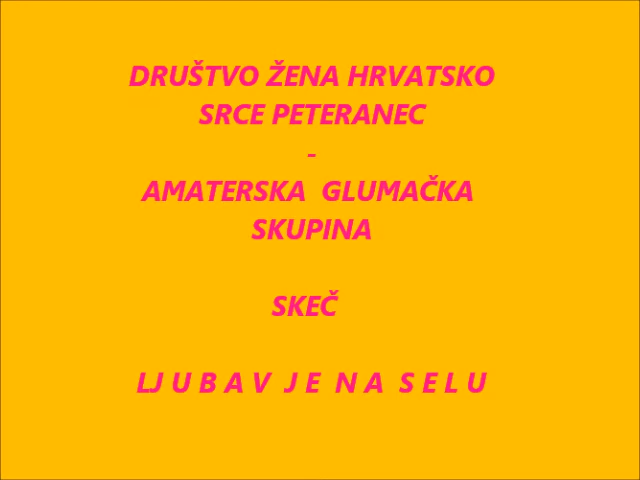 DRUŠTVO ŽENA HRVATSKO
SRCE PETERANEC
-
AMATERSKA  GLUMAČKA
SKUPINA
SKEČ
LJ U B A V  J E  N A  S E L U